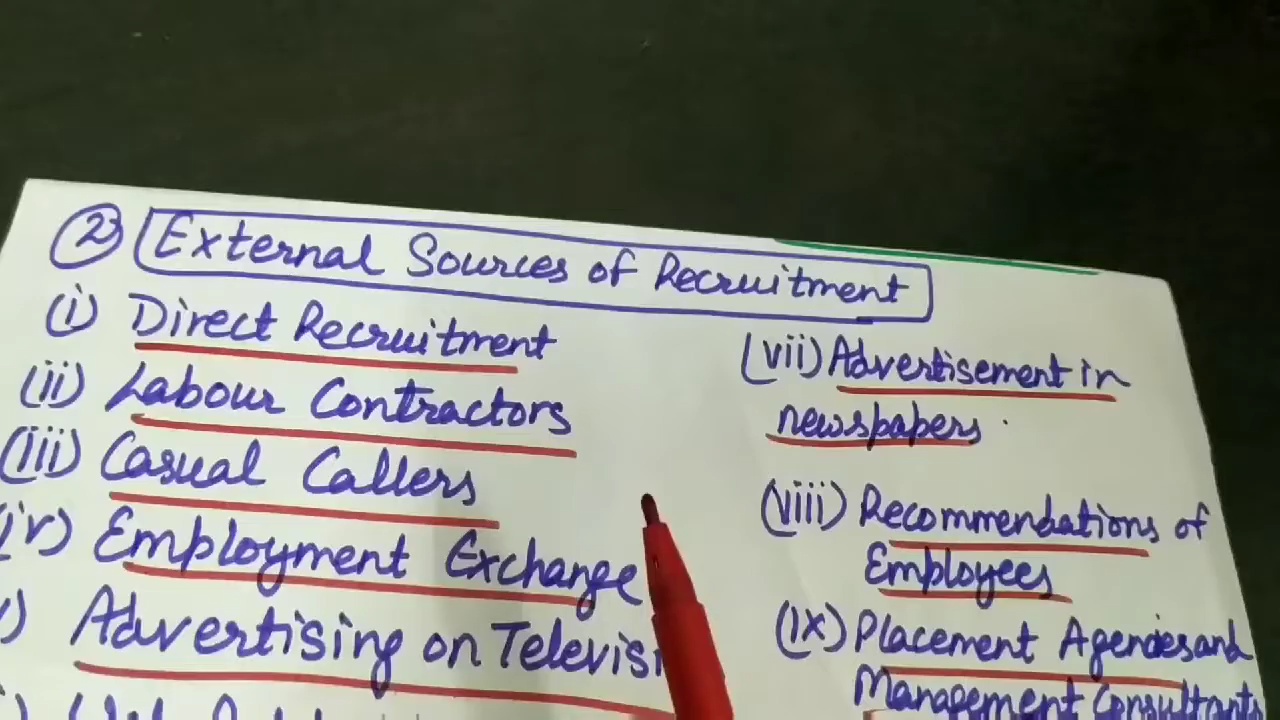 2) External Sources of Recruitment
(i) Direct Recruitment
(ii) Labour Contractors
(iii) Casual Callers
(iv) Employment Exchange
Advertising on Televisi
(vii) Advertisement in
newspapers
(viii) Recommendations of
Employees
(ix) Placement Agencies and
Management Consultants